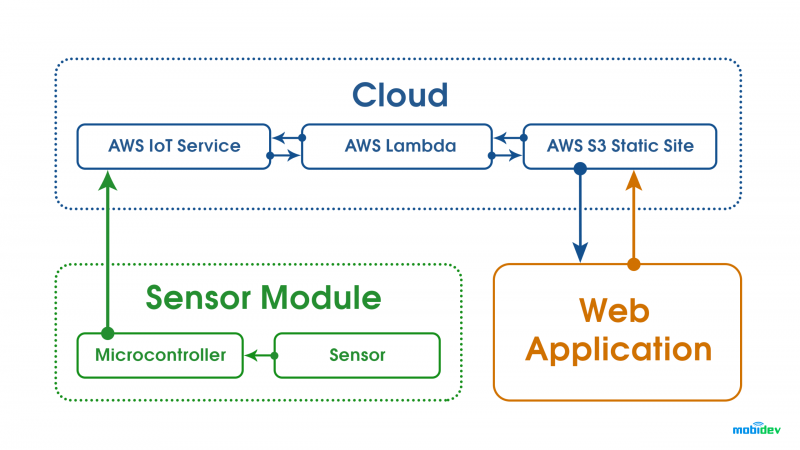 Cloud
AWS IoT Service
AWS Lambda
AWS S3 Static Site
Sensor Module
Microcontroller
Sensor
Web
Application
mobidev